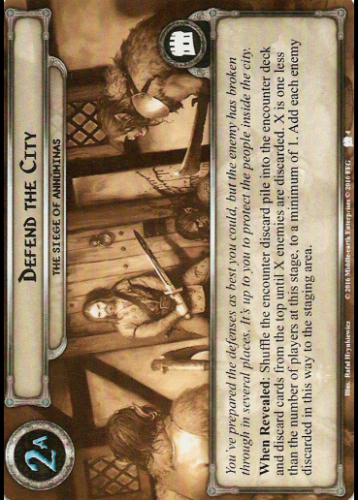 2A
DEFEND THE CITY
THE SIEGE OF ANNÚMINAS
You've prepared the defenses as best you could, but the enemy has broken
through in several places. It's up to you to protect the people inside the city.
When Revealed: Shuffle the encounter discard pile into the encounter deck
and discard cards from the top until X enemies are discarded. X is one less
than the number of players at this stage, to a minimum of 1. Add each enemy
discarded in this way to the staging area.
Illus. Rafał Hrynkiewicz © 2016 Middle-earth Enterprises © 2016 FFG 4